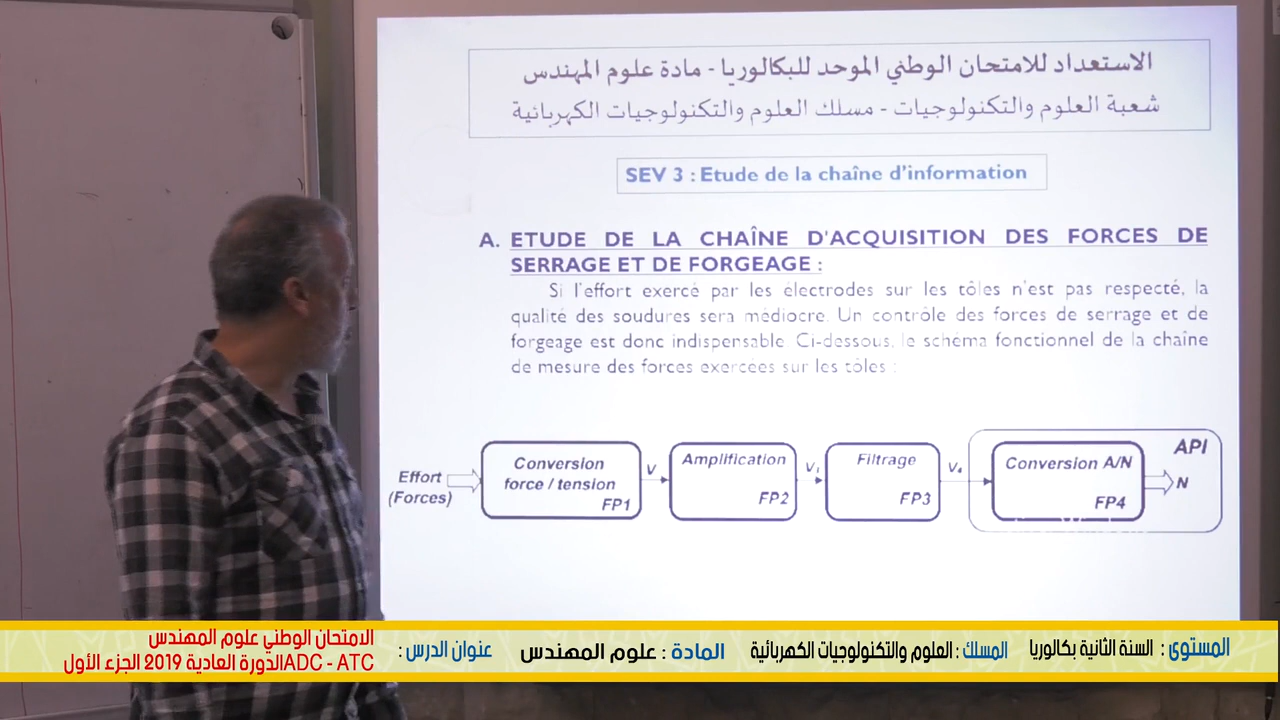 الاستعداد للامتحان الوطني الموحد للبكالوريا - مادة علوم المهندس
شعبة العلوم والتكنولوجيات - مسلك العلوم والتكنولوجيات الكهربائية
SEV 3 : Etude de la chaîne d'information
A. ETUDE DE LA CHAÎNE D'ACQUISITION DES FORCES DE
SERRAGE ET DE FORGEAGE :
Si l'effort exercé par les électrodes sur les tôles n'est pas respecté, la
qualité des soudures sera médiocre. Un contrôle des forces de serrage et de
forgeage est donc indispensable. Ci-dessous, le schéma fonctionnel de la chaîne
de mesure des forces exercées sur les tôles :
Effort
(Forces)
Conversion
force / tension
FP1
V
Amplification
FP2
V₁
Filtrage
FP3
Conversion A/N
FP4
API
N
المستوى : السنة الثانية بكالوريا
المسلك : العلوم والتكنولوجيات الكهربائية
المادة : علوم المهندس
عنوان الدرس :
الامتحان الوطني علوم المهندس
ADC - ATC الدورة العادية 2019 الجزء الأول